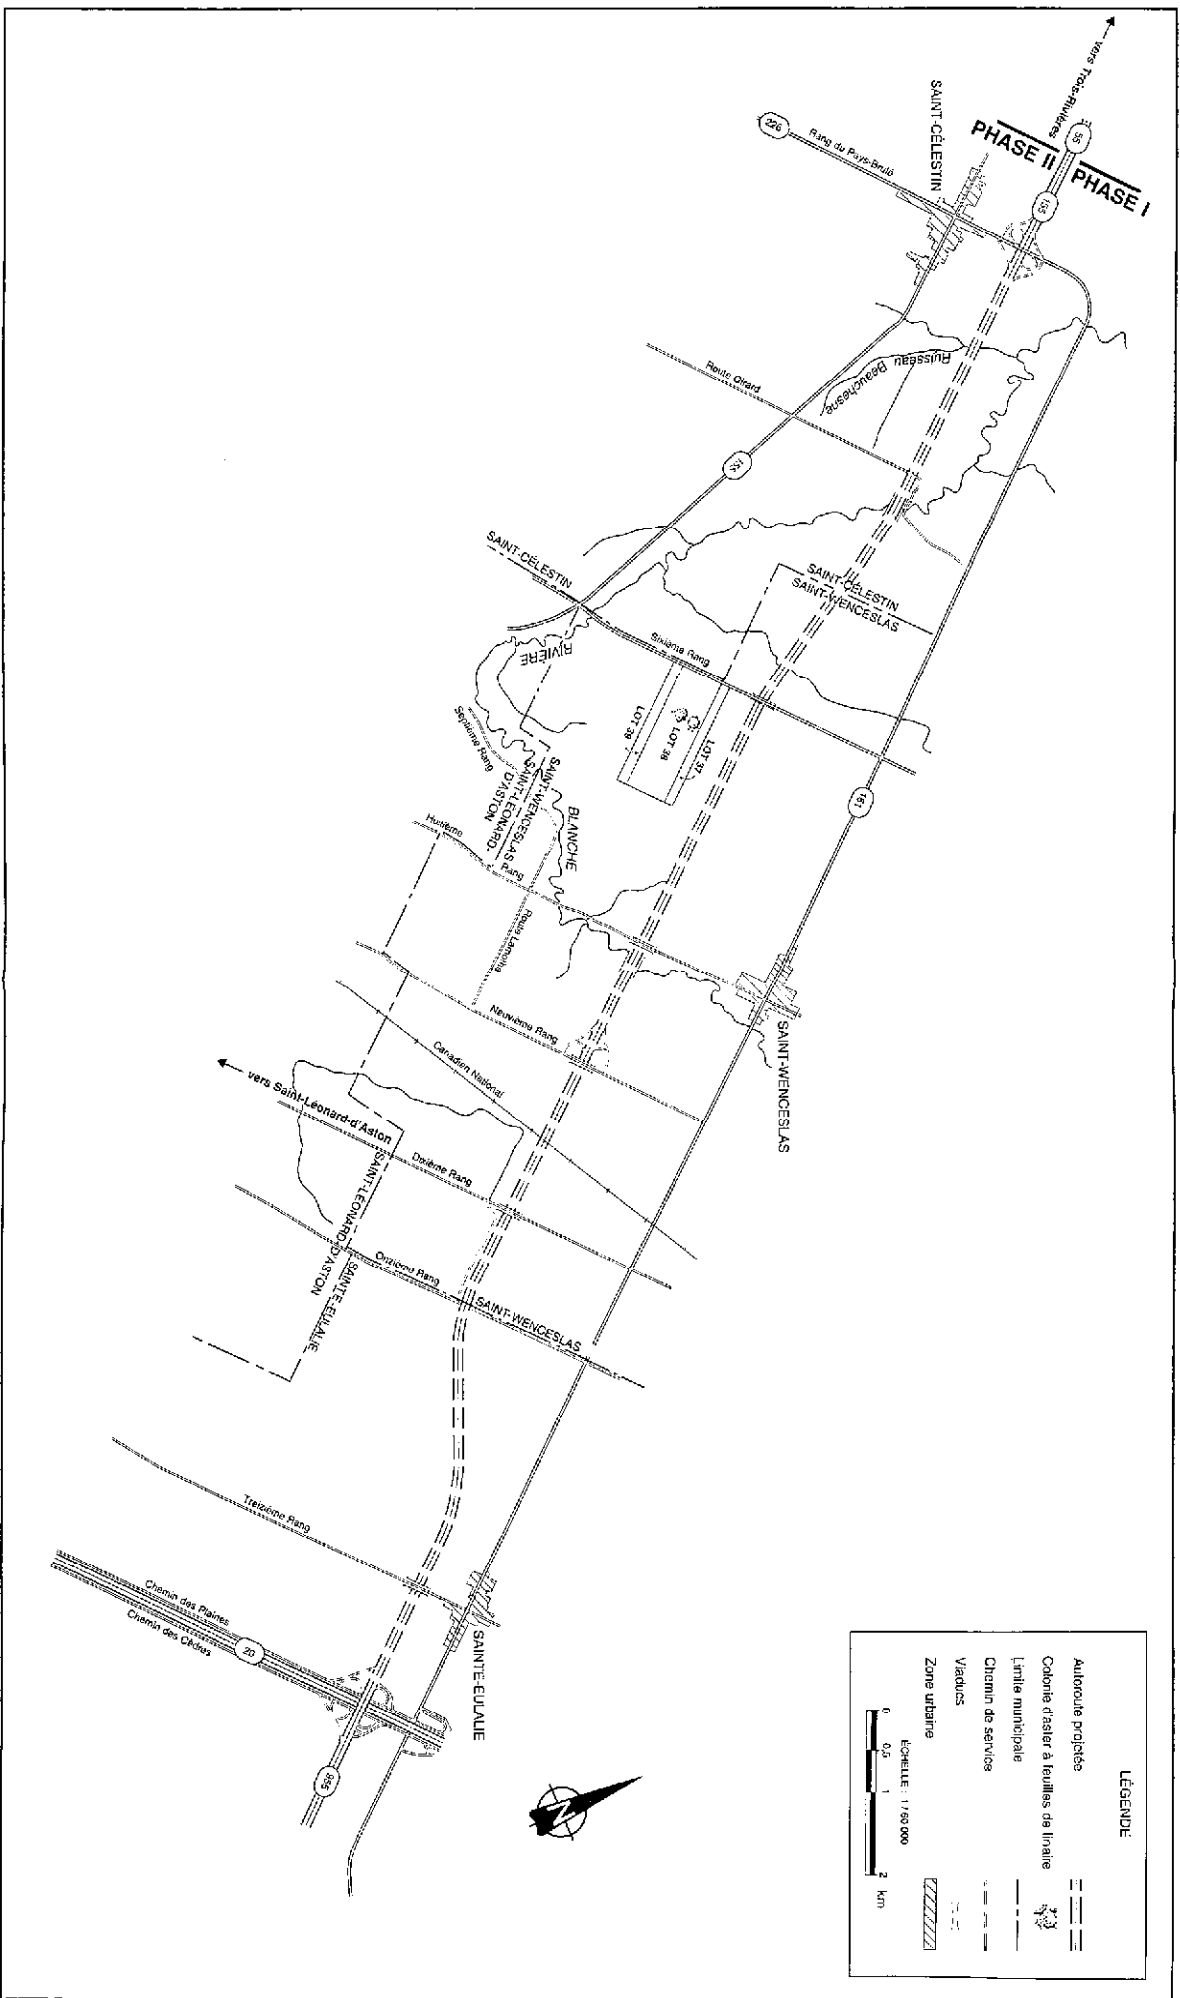 vers Trois-Rivières
55
PHASE II
PHASE I
155
SAINT-CÉLESTIN
226
Rang du Pays-Brulé
Ruisseau
Beauchesne
Route Girard
155
SAINT-CÉLESTIN
SAINT-CÉLESTIN
SAINT-WENCESLAS
Sixième Rang
RIVIÈRE
LOT 39
LOT 38
LOT 37
161
Septième Rang
SAINT-WENCESLAS
SAINT-LÉONARD-
D'ASTON
BLANCHE
Huitième
Rang
Route Lamothe
Neuvième Rang
SAINT-WENCESLAS
Canadien National
vers Saint-Léonard-d'Aston
Dixième Rang
SAINT-LÉONARD-D'ASTON
SAINTE-EULALIE
Onzième Rang
SAINT-WENCESLAS
Treizième Rang
Chemin des Plaines
Chemin des Cèdres
20
SAINTE-EULALIE
955
N
LÉGENDE
Autoroute projetée
Colonie d'aster à feuilles de linaire
Limite municipale
Chemin de service
Viaducs
Zone urbaine
ÉCHELLE : 1 / 60 000
0 0,5 1 2 km